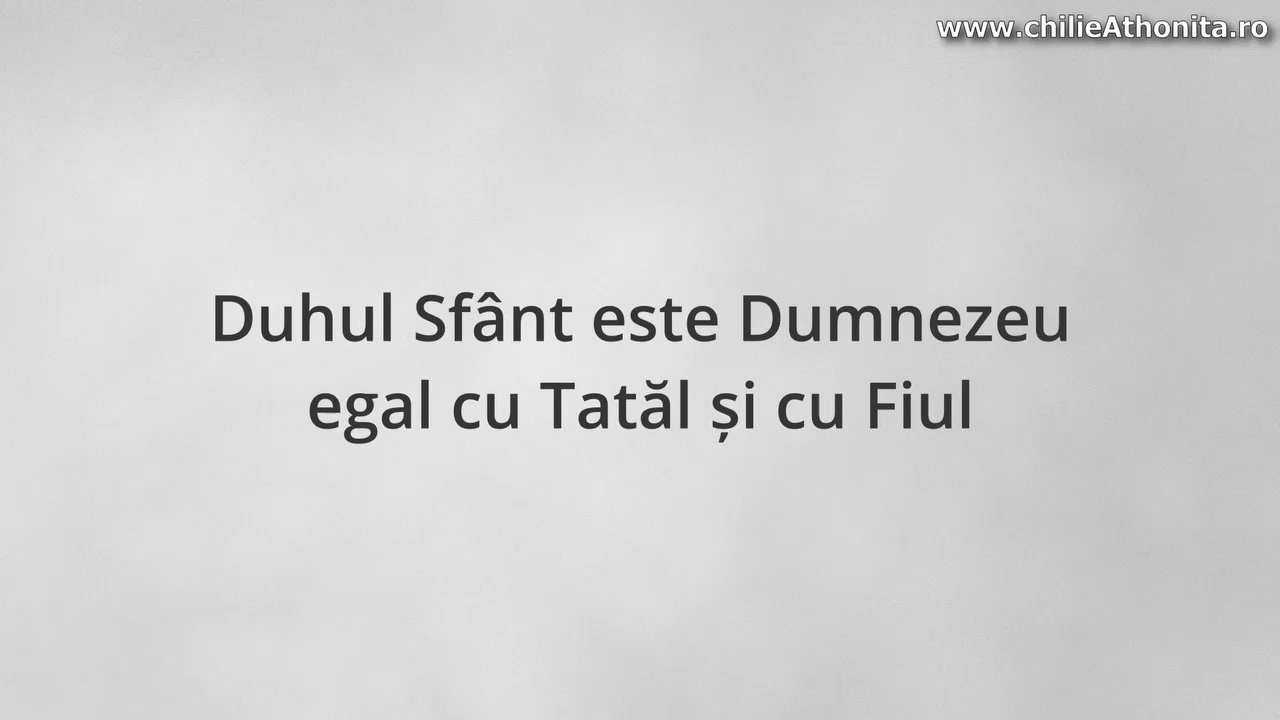 www.chilieAthonita.ro
Duhul Sfânt este Dumnezeu
egal cu Tatăl și cu Fiul